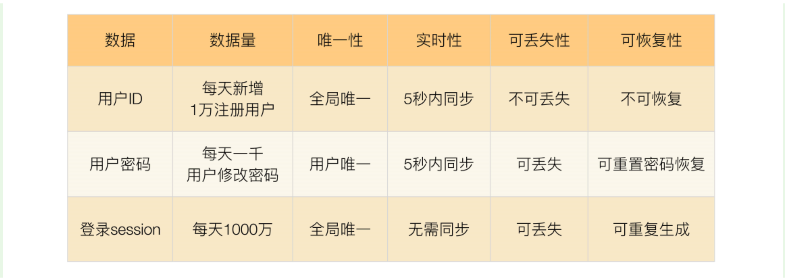 数据 数据量 唯一性 实时性 可丢失性 可恢复性
用户ID 每天新增 全局唯一 5秒内同步 不可丢失 不可恢复
1万注册用户
用户密码 每天一千 用户唯一 5秒内同步 可丢失 可重置密码恢复
用户修改密码
登录session 每天1000万 全局唯一 无需同步 可丢失 可重复生成